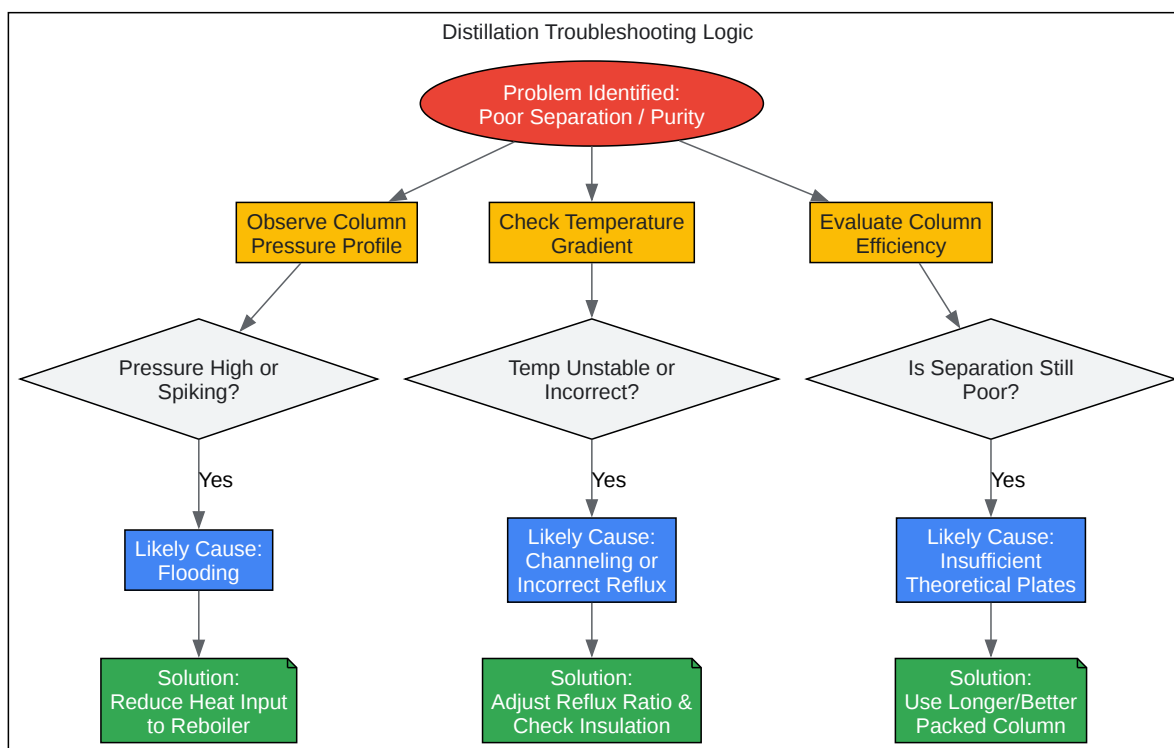 Distillation Troubleshooting Logic
Problem Identified:
Poor Separation / Purity
Observe Column
Pressure Profile
Check Temperature
Gradient
Evaluate Column
Efficiency
Pressure High or
Spiking?
Temp Unstable or
Incorrect?
Is Separation Still
Poor?
Yes
Yes
Yes
Likely Cause:
Flooding
Likely Cause:
Channeling or
Incorrect Reflux
Likely Cause:
Insufficient
Theoretical Plates
Solution:
Reduce Heat Input
to Reboiler
Solution:
Adjust Reflux Ratio &
Check Insulation
Solution:
Use Longer/Better
Packed Column